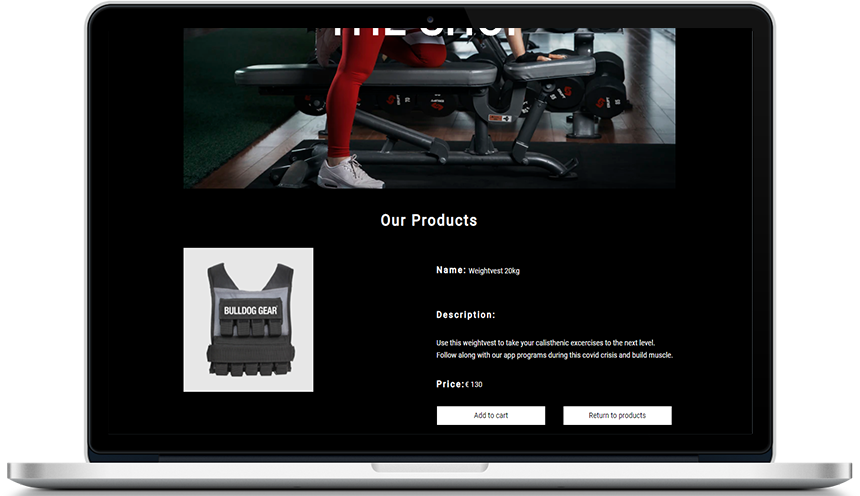 THE SHOP
Our Products
BULLDOG GEAR
Name: Weightvest 20kg
Description:
Use this weightvest to take your calisthenic excercises to the next level.
Follow along with our app programs during this covid crisis and build muscle.
Price:€ 130
Add to cart
Return to products